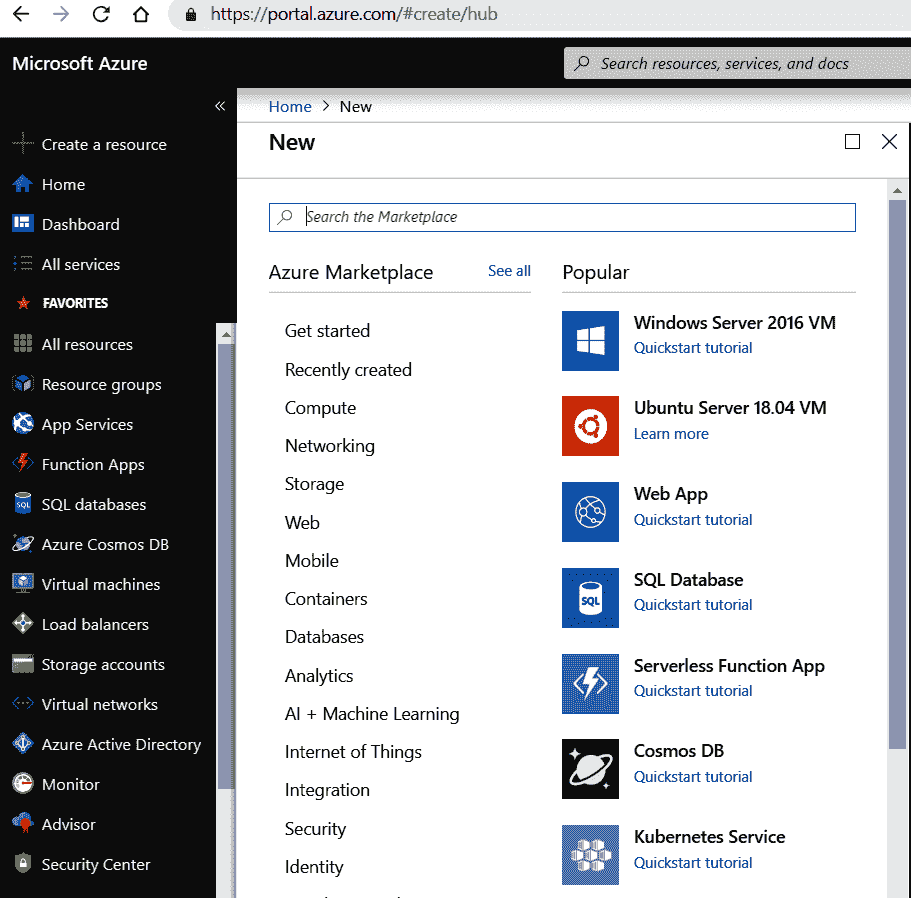 https://portal.azure.com/#create/hub
Microsoft Azure
Search resources, services, and docs
«
Create a resource
Home
Dashboard
All services
FAVORITES
All resources
Resource groups
App Services
Function Apps
SQL databases
Azure Cosmos DB
Virtual machines
Load balancers
Storage accounts
Virtual networks
Azure Active Directory
Monitor
Advisor
Security Center
Home > New
New
Search the Marketplace
Azure Marketplace
See all
Get started
Recently created
Compute
Networking
Storage
Web
Mobile
Containers
Databases
Analytics
AI + Machine Learning
Internet of Things
Integration
Security
Identity
Popular
Windows Server 2016 VM
Quickstart tutorial
Ubuntu Server 18.04 VM
Learn more
Web App
Quickstart tutorial
SQL
SQL Database
Quickstart tutorial
Serverless Function App
Quickstart tutorial
Cosmos DB
Quickstart tutorial
Kubernetes Service
Quickstart tutorial